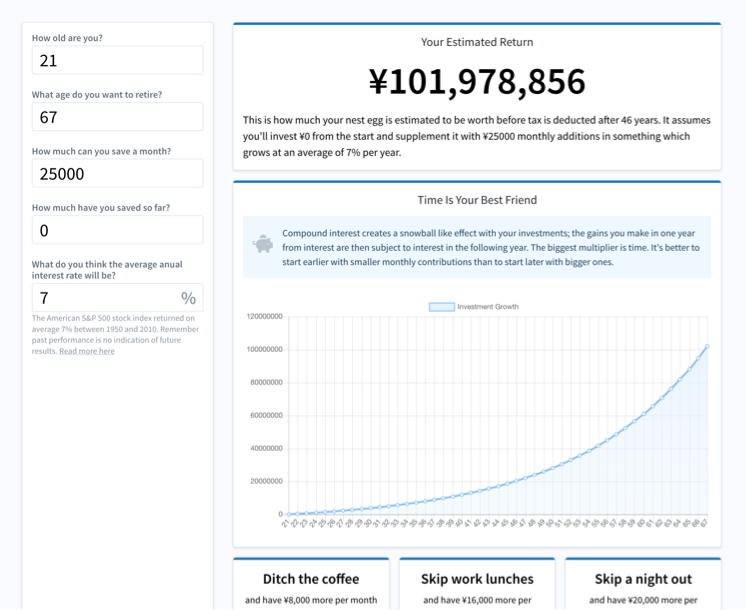 How old are you?
21
What age do you want to retire?
67
How much can you save a month?
25000
How much have you saved so far?
0
What do you think the average anual
interest rate will be?
7 %
The American S&P 500 stock index returned on
average 7% between 1950 and 2010. Remember
past performance is no indication of future
results. Read more here
Your Estimated Return
¥101,978,856
This is how much your nest egg is estimated to be worth before tax is deducted after 46 years. It assumes
you'll invest ¥0 from the start and supplement it with ¥25000 monthly additions in something which
grows at an average of 7% per year.
Time Is Your Best Friend
Compound interest creates a snowball like effect with your investments; the gains you make in one year
from interest are then subject to interest in the following year. The biggest multiplier is time. It's better to
start earlier with smaller monthly contributions than to start later with bigger ones.
Investment Growth
120000000
100000000
80000000
60000000
40000000
20000000
0
21 22 23 24 25 26 27 28 29 30 31 32 33 34 35 36 37 38 39 40 41 42 43 44 45 46 47 48 49 50 51 52 53 54 55 56 57 58 59 60 61 62 63 64 65 66 67
Ditch the coffee
and have ¥8,000 more per month
Skip work lunches
and have ¥16,000 more per
Skip a night out
and have ¥20,000 more per